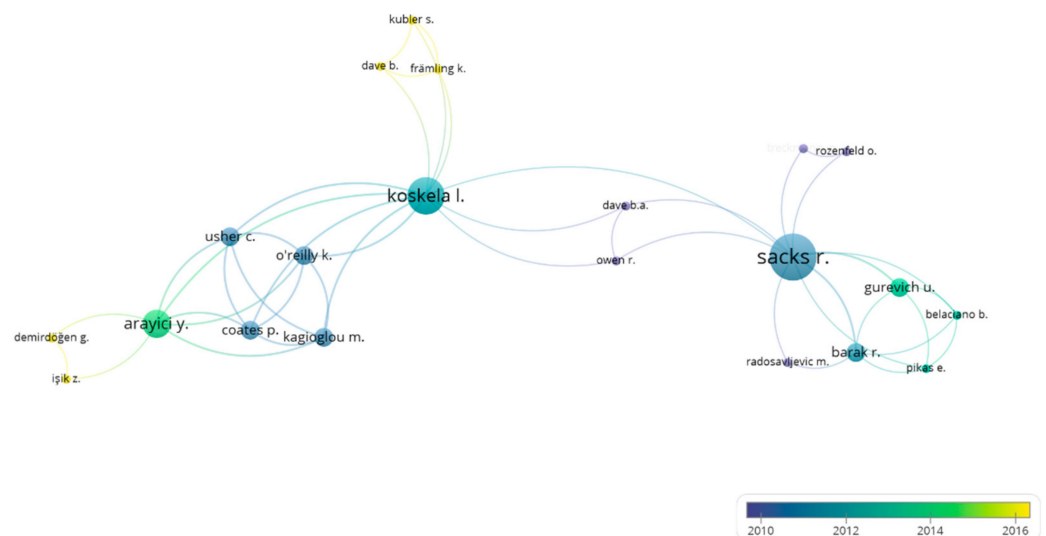 kubler s.
dave b.
främling k.
rozenfeld o.
koskela l.
dave b.a.
usher c.
o'reilly k.
owen r.
sacks r.
gurevich u.
belaciano b.
arayici y.
coates p.
kagioglou m.
demirdöğen g.
barak r.
radosavljevic m.
pikas e.
işik z.
2010
2012
2014
2016